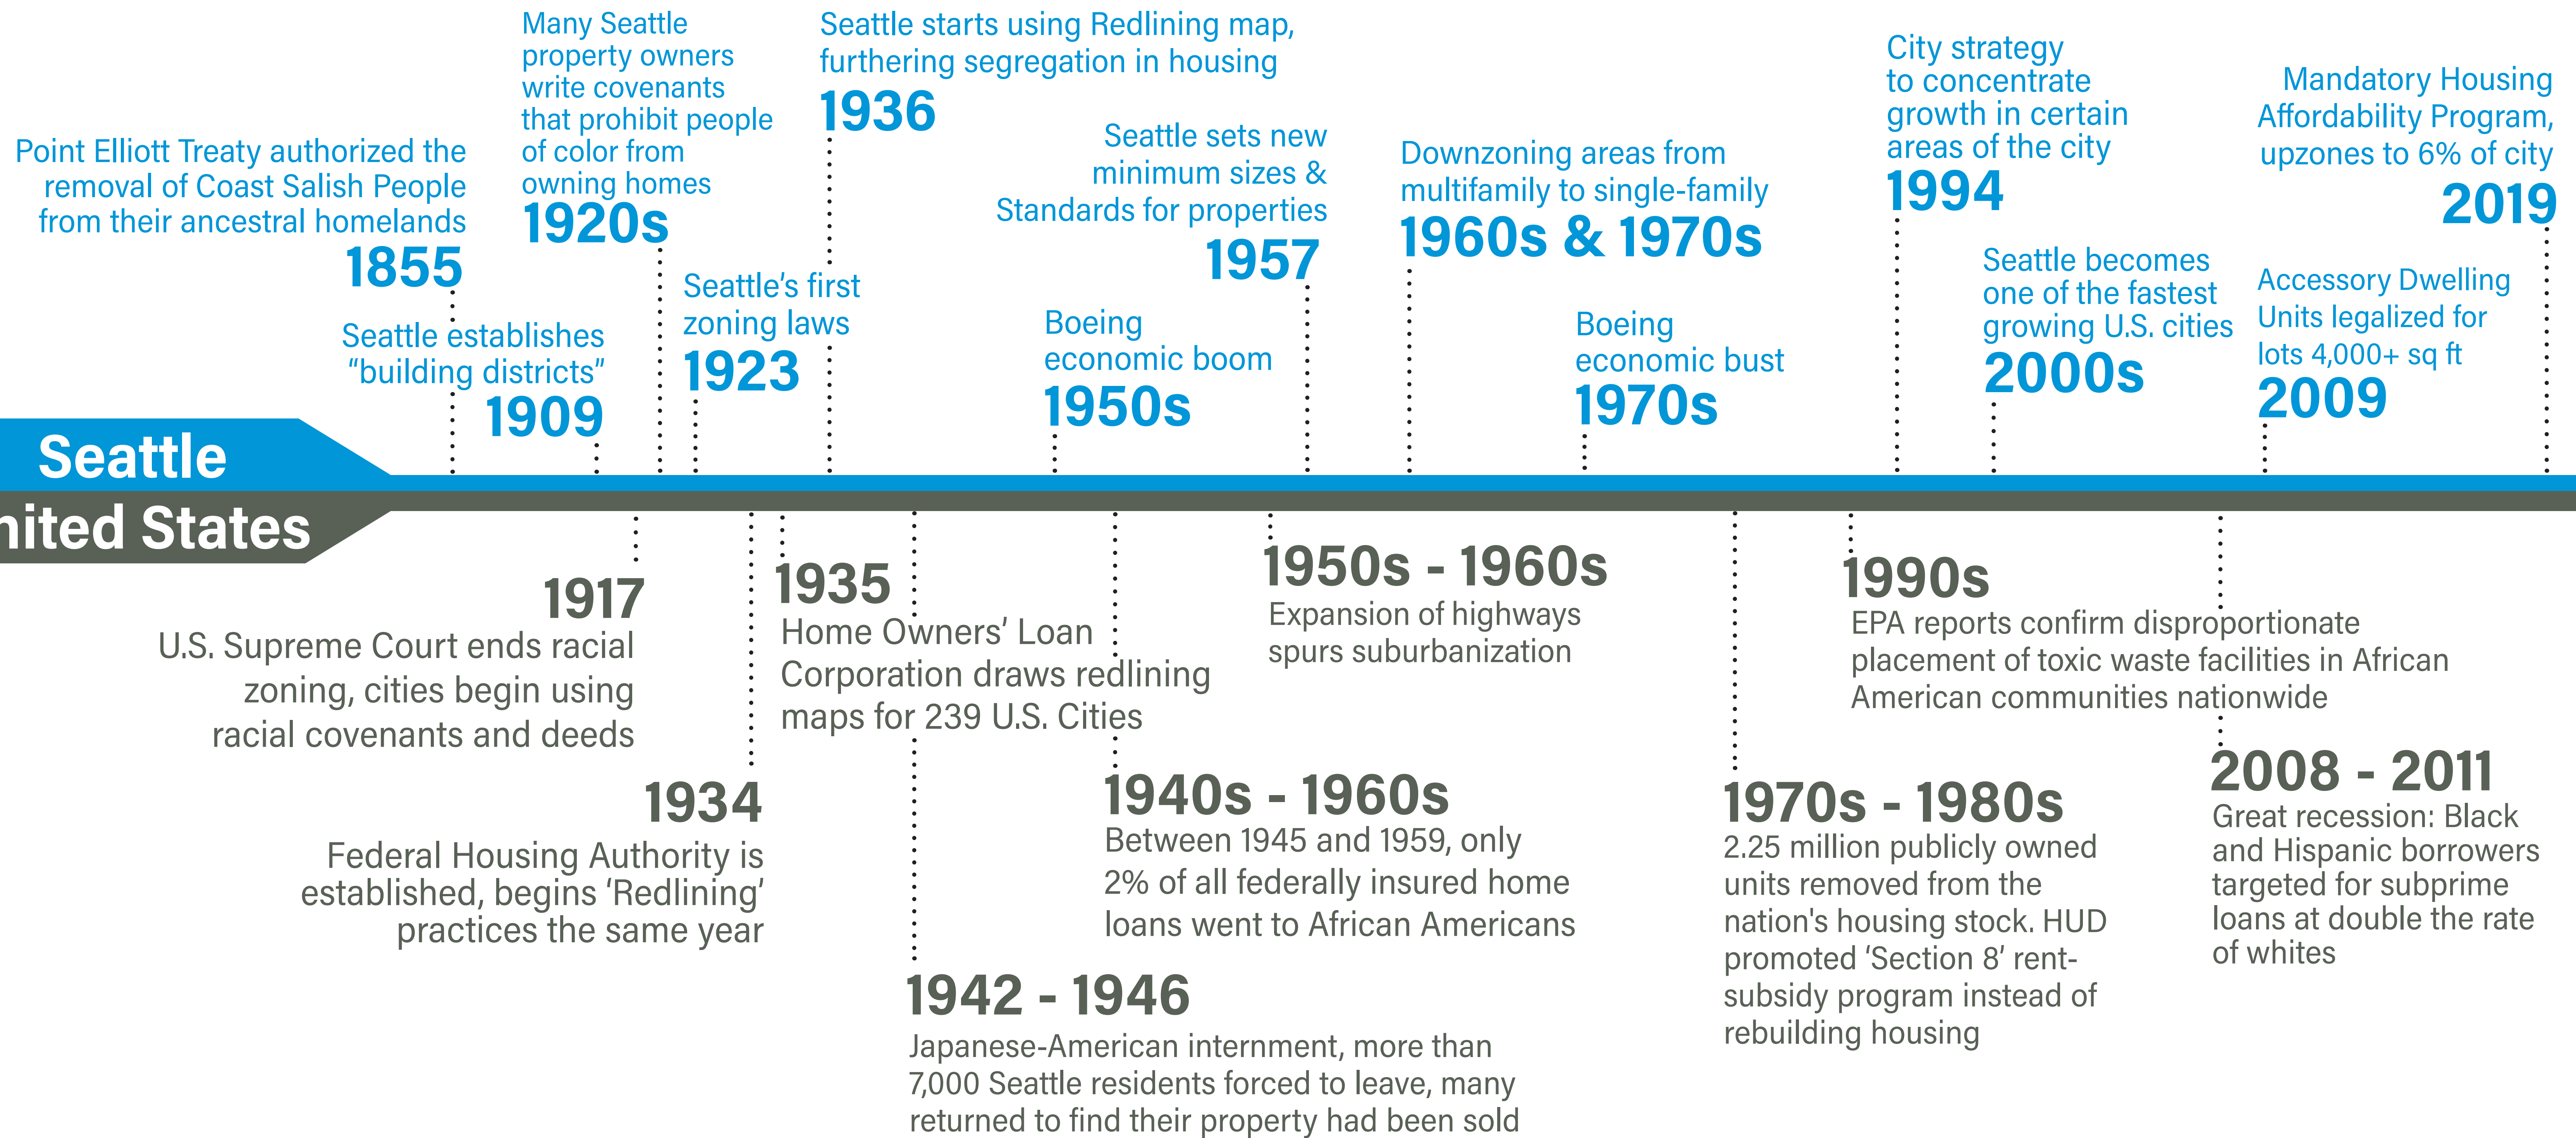 Point Elliott Treaty authorized the
removal of Coast Salish People
from their ancestral homelands
1855
Seattle establishes
“building districts”
1909
Many Seattle
property owners
write covenants
that prohibit people
of color from
owning homes
1920s
Seattle’s first
zoning laws
1923
Seattle starts using Redlining map,
furthering segregation in housing
1936
Boeing
economic boom
1950s
Seattle sets new
minimum sizes &
Standards for properties
1957
Downzoning areas from
multifamily to single-family
1960s & 1970s
Boeing
economic bust
1970s
City strategy
to concentrate
growth in certain
areas of the city
1994
Seattle becomes
one of the fastest
growing U.S. cities
2000s
Accessory Dwelling
Units legalized for
lots 4,000+ sq ft
2009
Mandatory Housing
Affordability Program,
upzones to 6% of city
2019
Seattle
nited States
1917
U.S. Supreme Court ends racial
zoning, cities begin using
racial covenants and deeds
1934
Federal Housing Authority is
established, begins ‘Redlining’
practices the same year
1935
Home Owners’ Loan
Corporation draws redlining
maps for 239 U.S. Cities
1942 - 1946
Japanese-American internment, more than
7,000 Seattle residents forced to leave, many
returned to find their property had been sold
1940s - 1960s
Between 1945 and 1959, only
2% of all federally insured home
loans went to African Americans
1950s - 1960s
Expansion of highways
spurs suburbanization
1970s - 1980s
2.25 million publicly owned
units removed from the
nation's housing stock. HUD
promoted ‘Section 8’ rent-
subsidy program instead of
rebuilding housing
1990s
EPA reports confirm disproportionate
placement of toxic waste facilities in African
American communities nationwide
2008 - 2011
Great recession: Black
and Hispanic borrowers
targeted for subprime
loans at double the rate
of whites